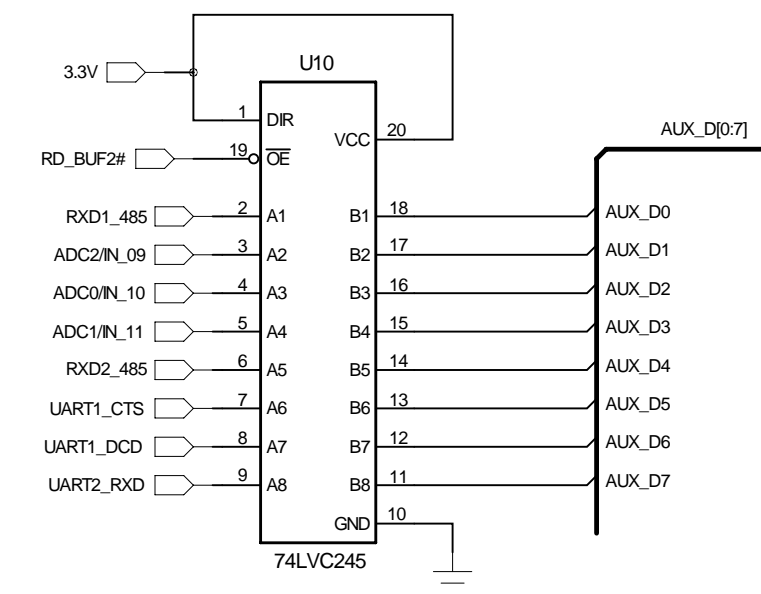 U10
3.3V
1 DIR
VCC 20
AUX_D[0:7]
RD_BUF2# 19 OE
RXD1_485 2 A1 B1 18 AUX_D0
ADC2/IN_09 3 A2 B2 17 AUX_D1
ADC0/IN_10 4 A3 B3 16 AUX_D2
ADC1/IN_11 5 A4 B4 15 AUX_D3
RXD2_485 6 A5 B5 14 AUX_D4
UART1_CTS 7 A6 B6 13 AUX_D5
UART1_DCD 8 A7 B7 12 AUX_D6
UART2_RXD 9 A8 B8 11 AUX_D7
GND 10
74LVC245